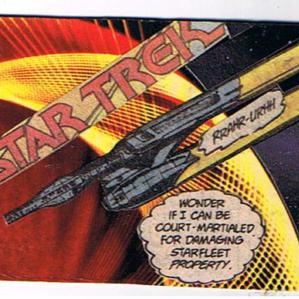 STAR TREK
RRAHR-URHH
WONDER
IF I CAN BE
COURT-MARTIALED
FOR DAMAGING
STARFLEET
PROPERTY.